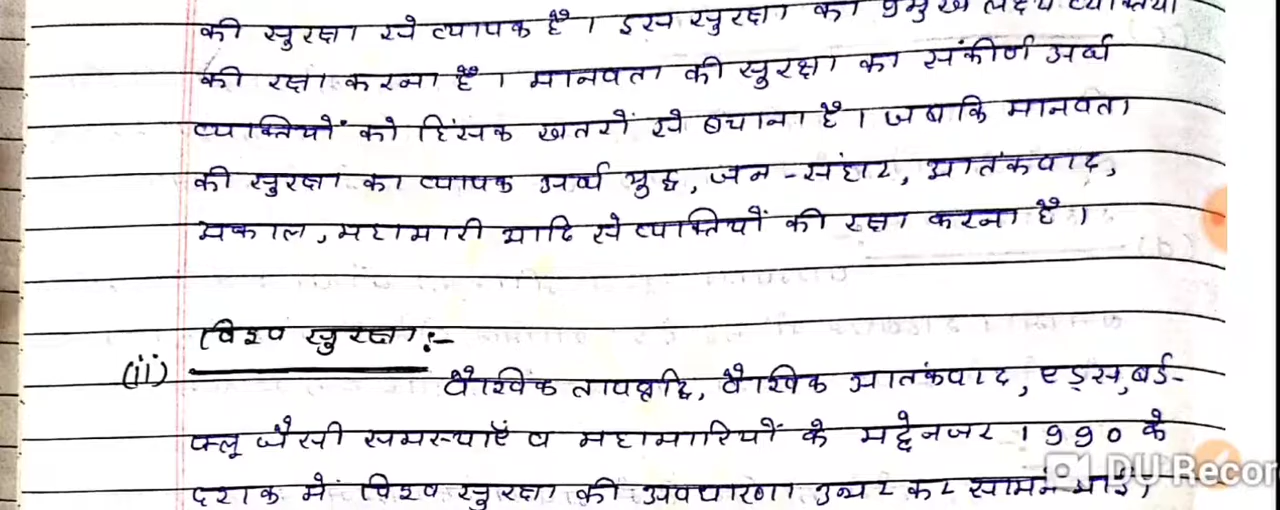 की सुरक्षा से व्यापक है । इस सुरक्षा का प्रमुख लक्ष्य व्यक्तियों
की रक्षा करना है । मानवता की सुरक्षा का संकीर्ण अर्थ
व्यक्तियों को हिंसक खतरों से बचाना है । जबकि मानवता
की सुरक्षा का व्यापक अर्थ युद्ध, जन-संहार, आतंकवाद,
अकाल, महामारी आदि से व्यक्तियों की रक्षा करना है ।
विश्व सुरक्षा :-
(ii) वैश्विक तापवृद्धि, वैश्विक आतंकवाद, एड्स, बर्ड-
फ्लू जैसी समस्याएँ व महामारियों के मद्देनजर 1990 के
दशक में विश्व सुरक्षा की अवधारणा उभर कर सामने आई।
DU Recor